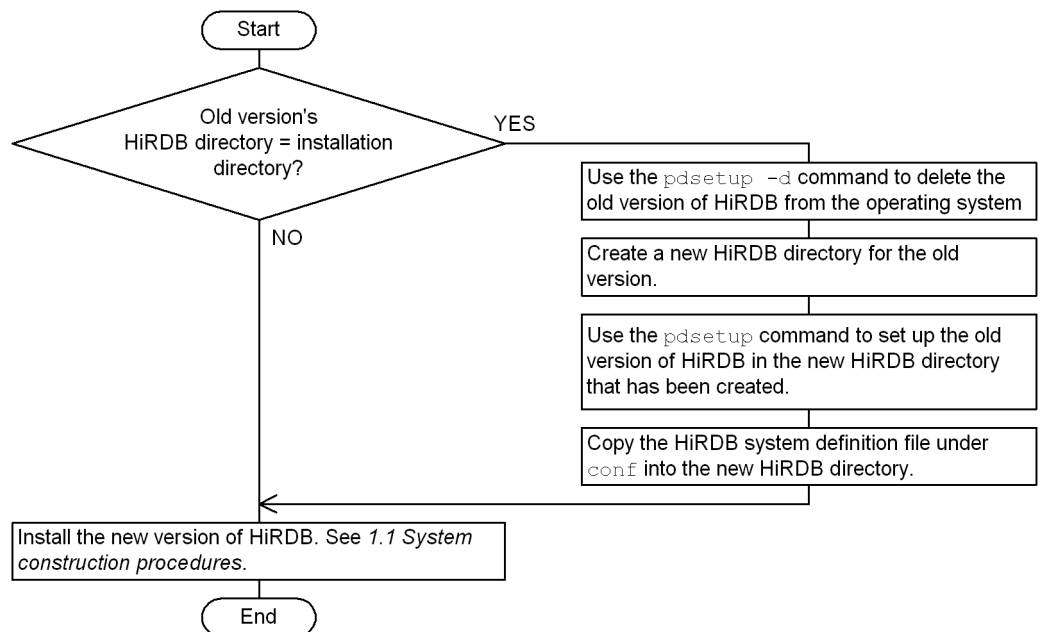 Start
Old version's
HiRDB directory = installation
directory?
YES
NO
Use the pdsetup -d command to delete the
old version of HiRDB from the operating system
Create a new HiRDB directory for the old
version.
Use the pdsetup command to set up the old
version of HiRDB in the new HiRDB directory
that has been created.
Copy the HiRDB system definition file under
conf into the new HiRDB directory.
Install the new version of HiRDB. See 1.1 System
construction procedures.
End